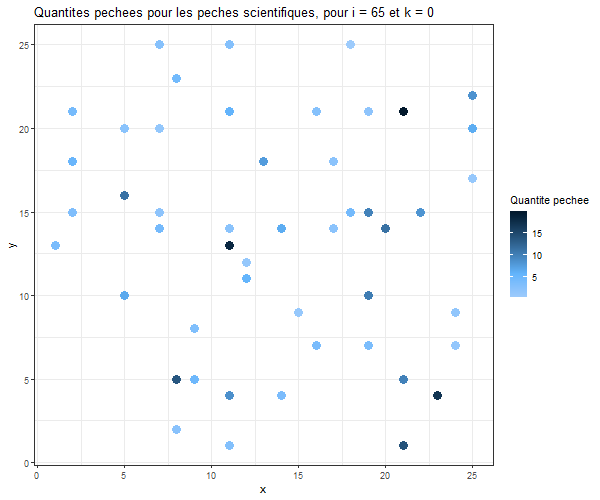 Quantites pechees pour les peches scientifiques, pour i = 65 et k = 0
25
20
15
10
5
0
y
0 5 10 15 20 25
x
Quantite pechee
15
10
5